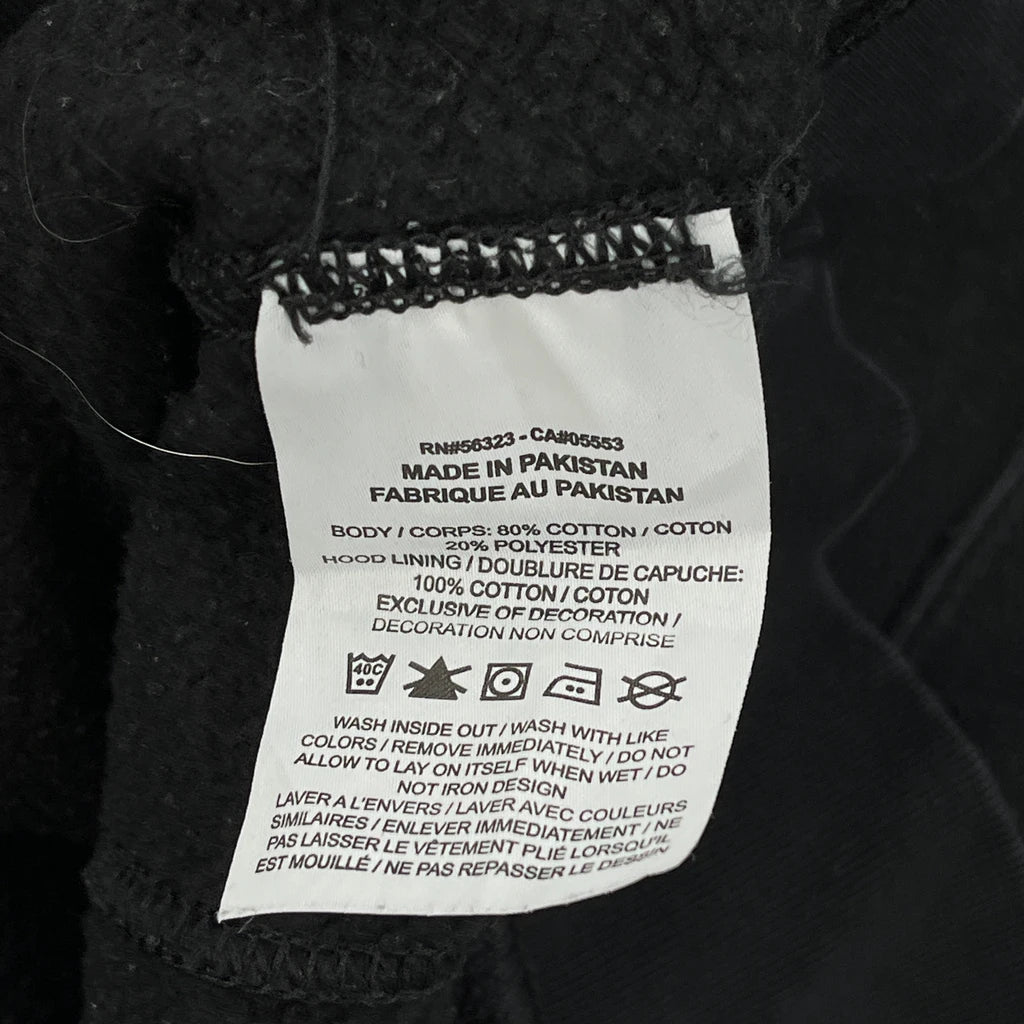 RN#56323 - CA#05553
MADE IN PAKISTAN
FABRIQUE AU PAKISTAN
BODY / CORPS: 80% COTTON / COTON
20% POLYESTER
HOOD LINING / DOUBLURE DE CAPUCHE:
100% COTTON / COTON
EXCLUSIVE OF DECORATION /
DECORATION NON COMPRISE
40C
WASH INSIDE OUT / WASH WITH LIKE
COLORS / REMOVE IMMEDIATELY / DO NOT
ALLOW TO LAY ON ITSELF WHEN WET / DO
NOT IRON DESIGN
LAVER A L'ENVERS / LAVER AVEC COULEURS
SIMILAIRES / ENLEVER IMMEDIATEMENT / NE
PAS LAISSER LE VÊTEMENT PLIÉ LORSQU'IL
EST MOUILLÉ / NE PAS REPASSER LE DESSIN